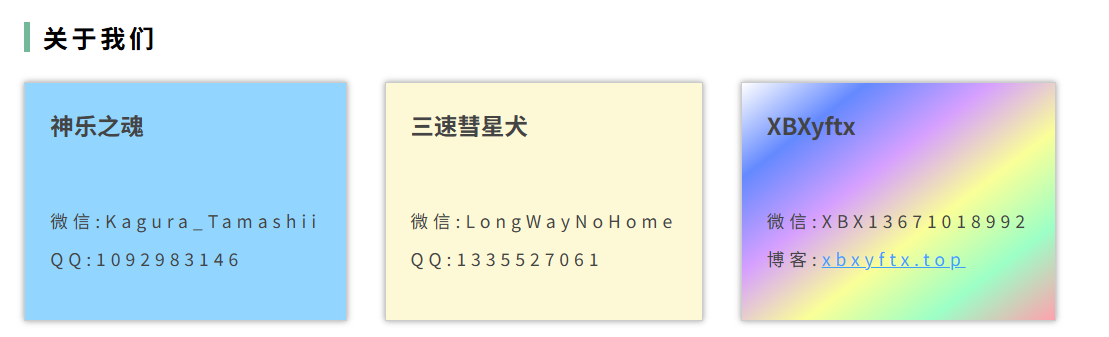 关于我们
神乐之魂
微信:Kagura_Tamashii
QQ:1092983146
三速彗星犬
微信:LongWayNoHome
QQ:1335527061
XBXyftx
微信:XBX13671018992
博客:xbxyftx.top